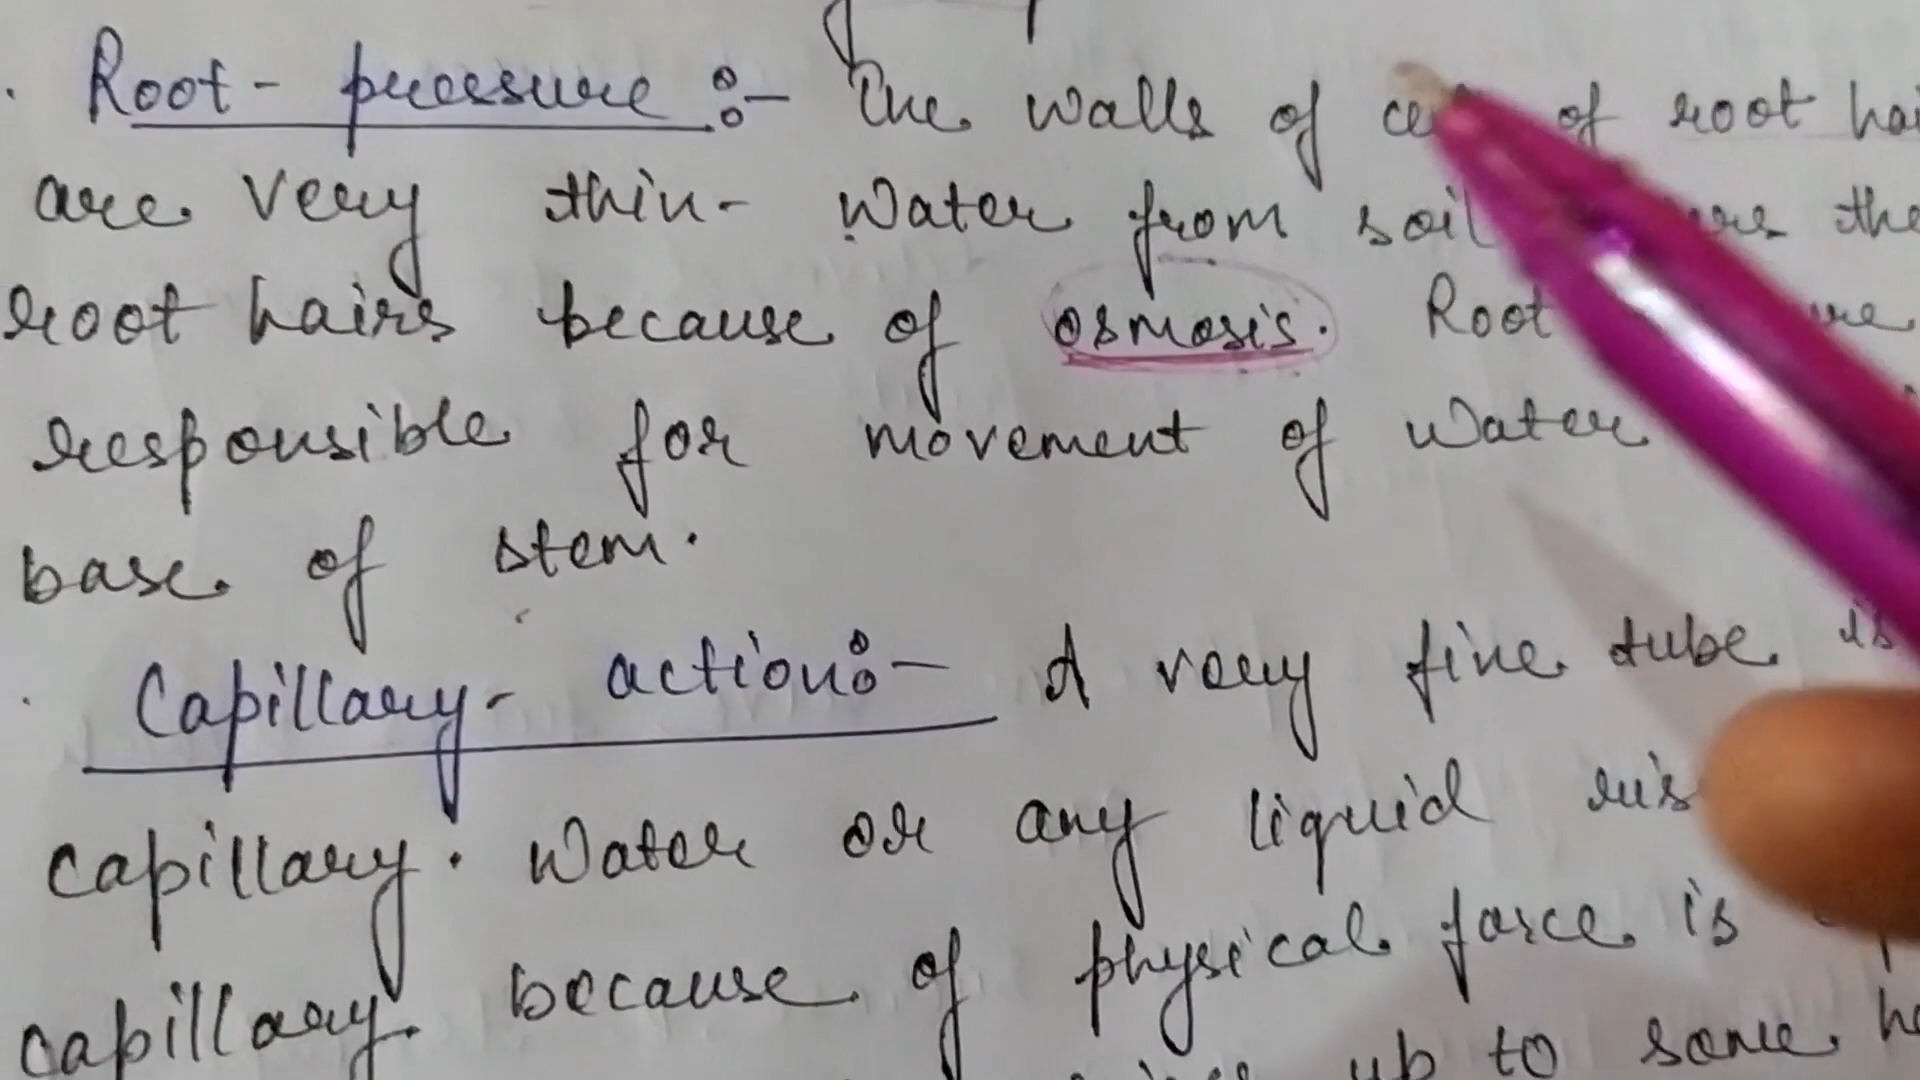 Root-pressure :- The walls of of root
are very thin- Water from soil the
root hairs because of osmosis. Root
responsible for movement of water
base of stem.
Capillary- action :- A very fine tube is
capillary. Water or any liquid
capillary because of physical force is
up to some